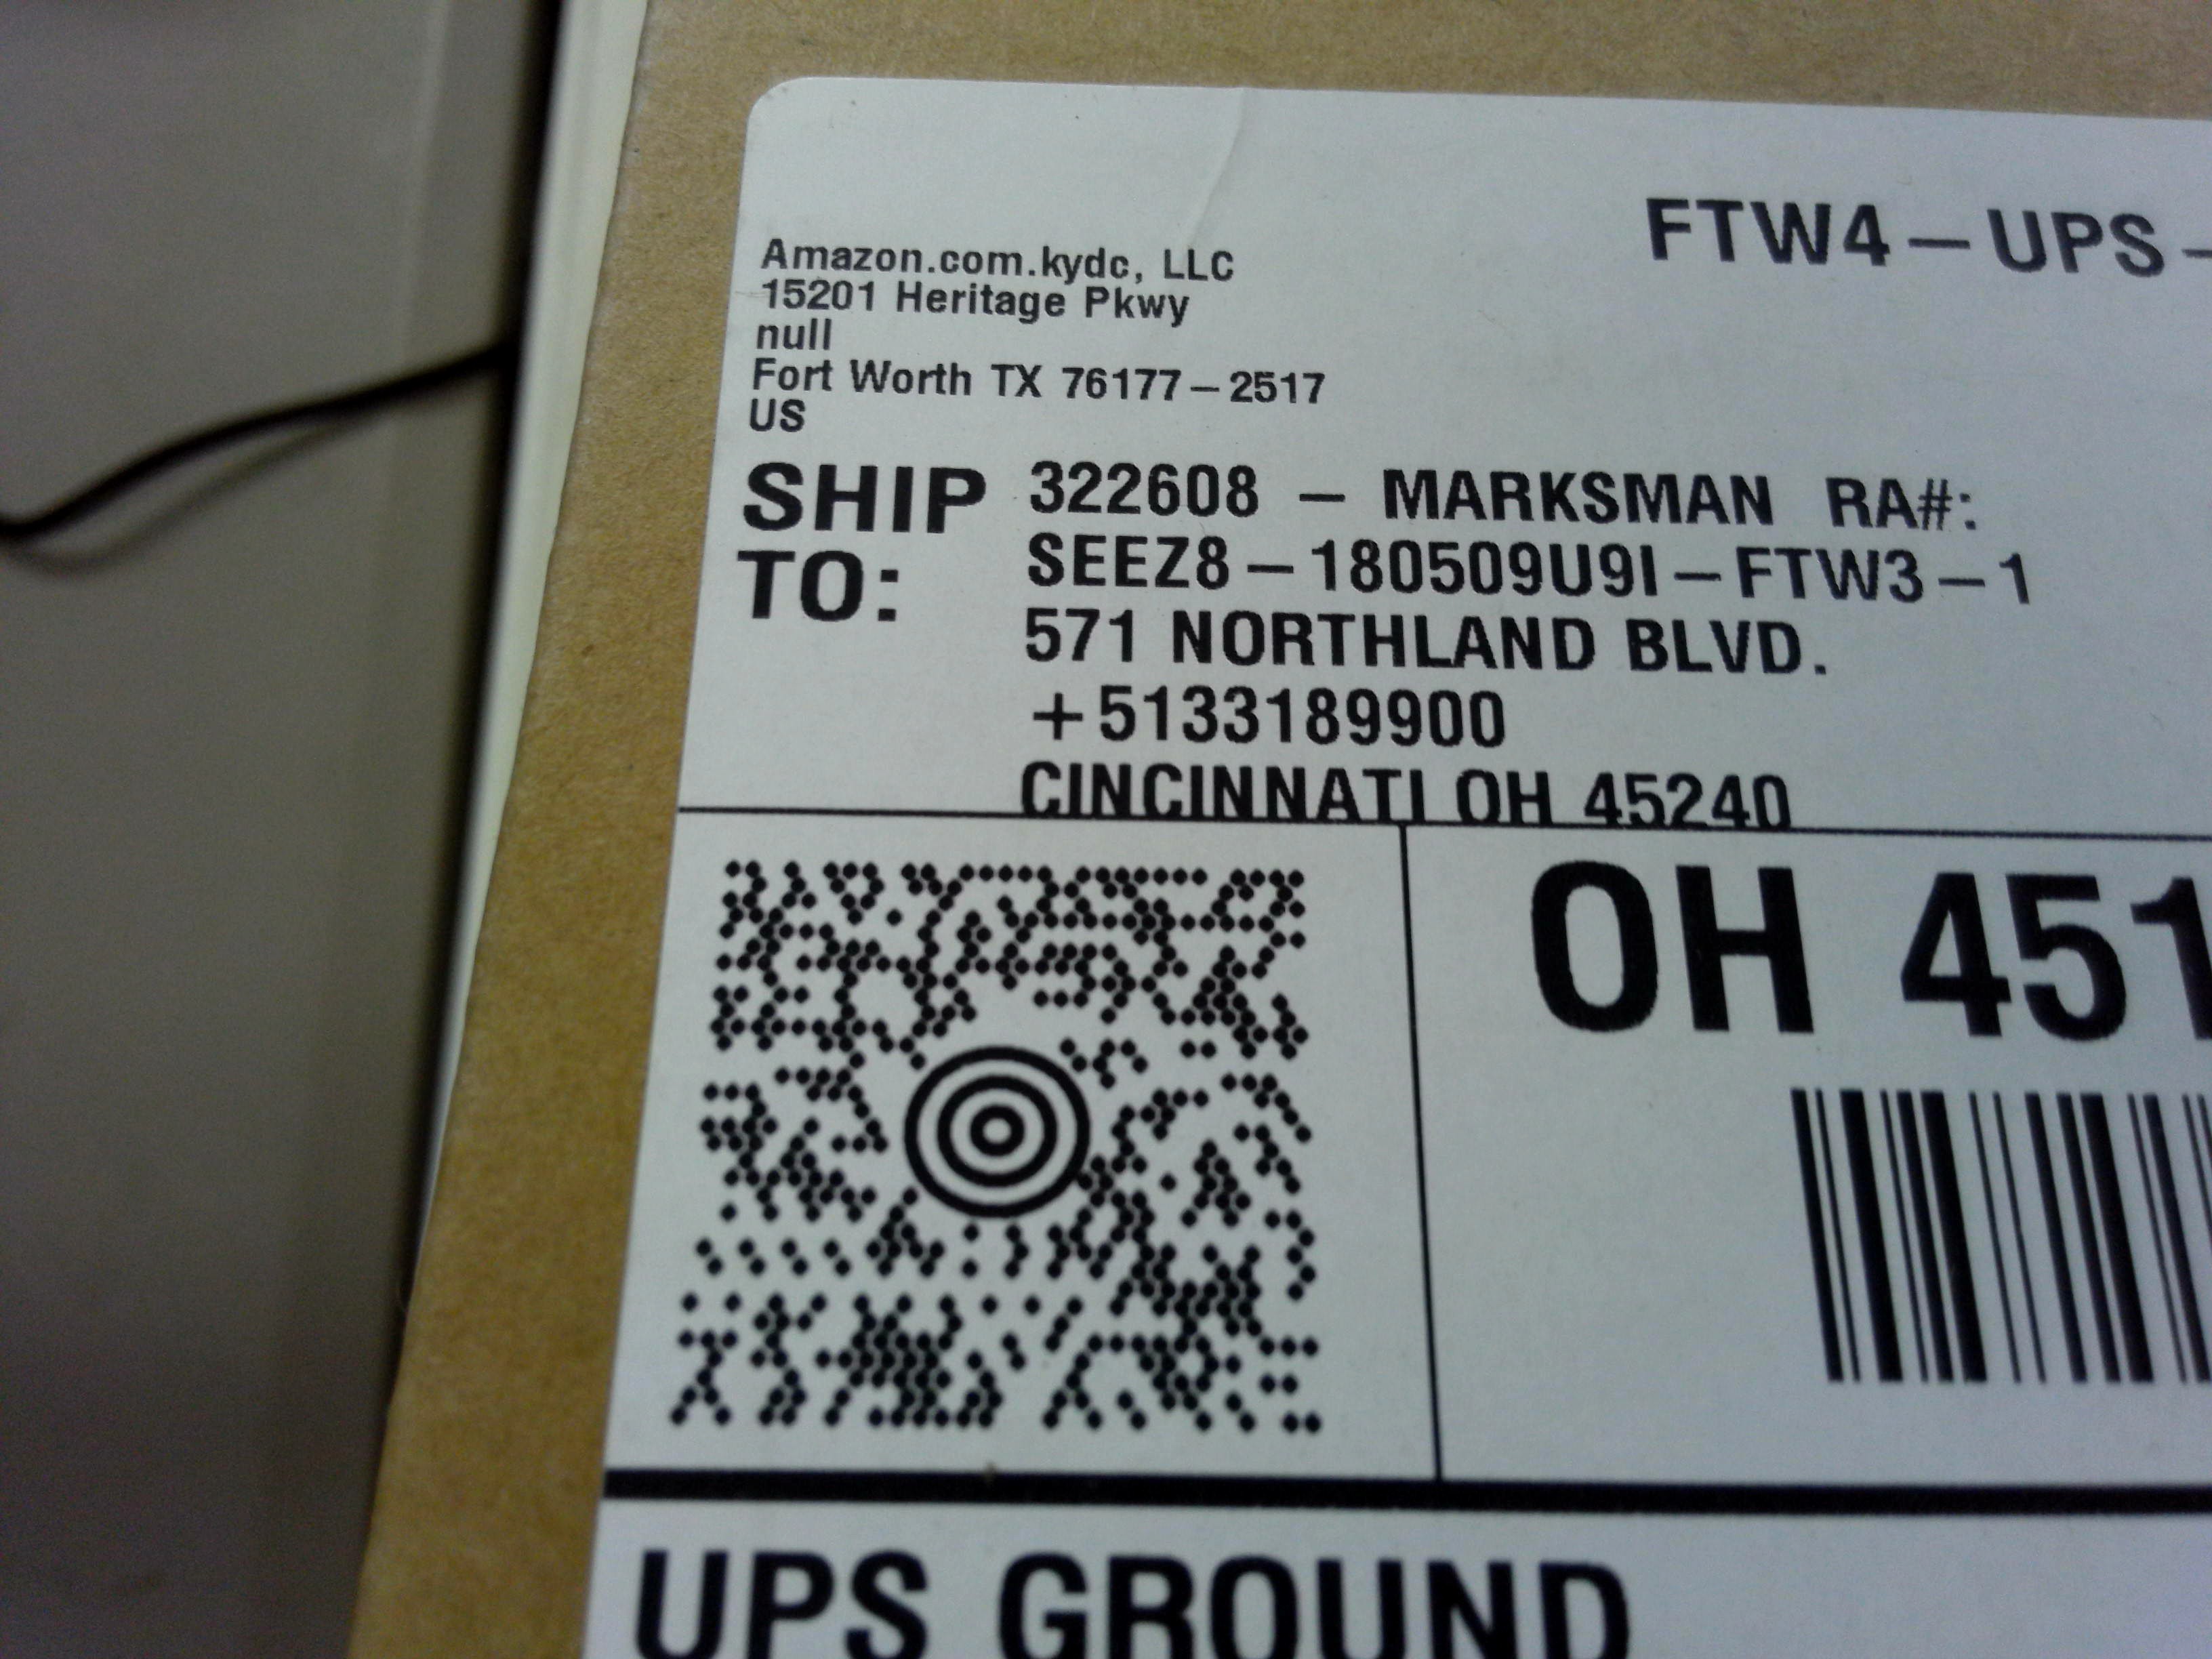 FTW4-UPS-
Amazon.com.kydc, LLC
15201 Heritage Pkwy
null
Fort Worth TX 76177-2517
US
SHIP TO:
322608 - MARKSMAN RA#:
SEEZ8-180509U9I-FTW3-1
571 NORTHLAND BLVD.
+5133189900
CINCINNATI OH 45240
OH 451
UPS GROUND